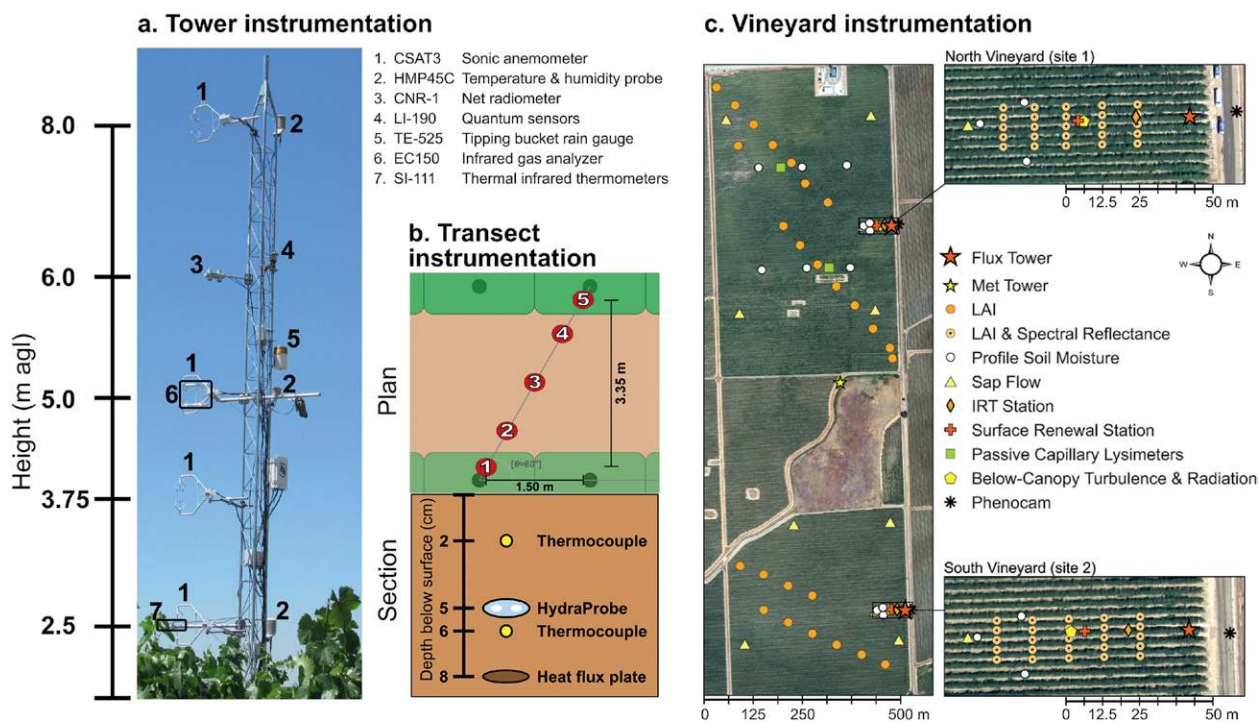 a. Tower instrumentation
1. CSAT3 Sonic anemometer
2. HMP45C Temperature & humidity probe
3. CNR-1 Net radiometer
4. LI-190 Quantum sensors
5. TE-525 Tipping bucket rain gauge
6. EC150 Infrared gas analyzer
7. SI-111 Thermal infrared thermometers
Height (m agl)
8.0
6.0
5.0
3.75
2.5
1
2
3
4
5
1
6
2
1
1
7
2
b. Transect
instrumentation
Plan
5
4
3
2
1
3.35 m
[θ=60°]
1.50 m
Section
Depth below surface (cm)
2
Thermocouple
5
HydraProbe
6
Thermocouple
8
Heat flux plate
c. Vineyard instrumentation
North Vineyard (site 1)
0 12.5 25 50 m
N
W E
S
Flux Tower
Met Tower
LAI
LAI & Spectral Reflectance
Profile Soil Moisture
Sap Flow
IRT Station
Surface Renewal Station
Passive Capillary Lysimeters
Below-Canopy Turbulence & Radiation
Phenocam
South Vineyard (site 2)
0 125 250 500 m
0 12.5 25 50 m